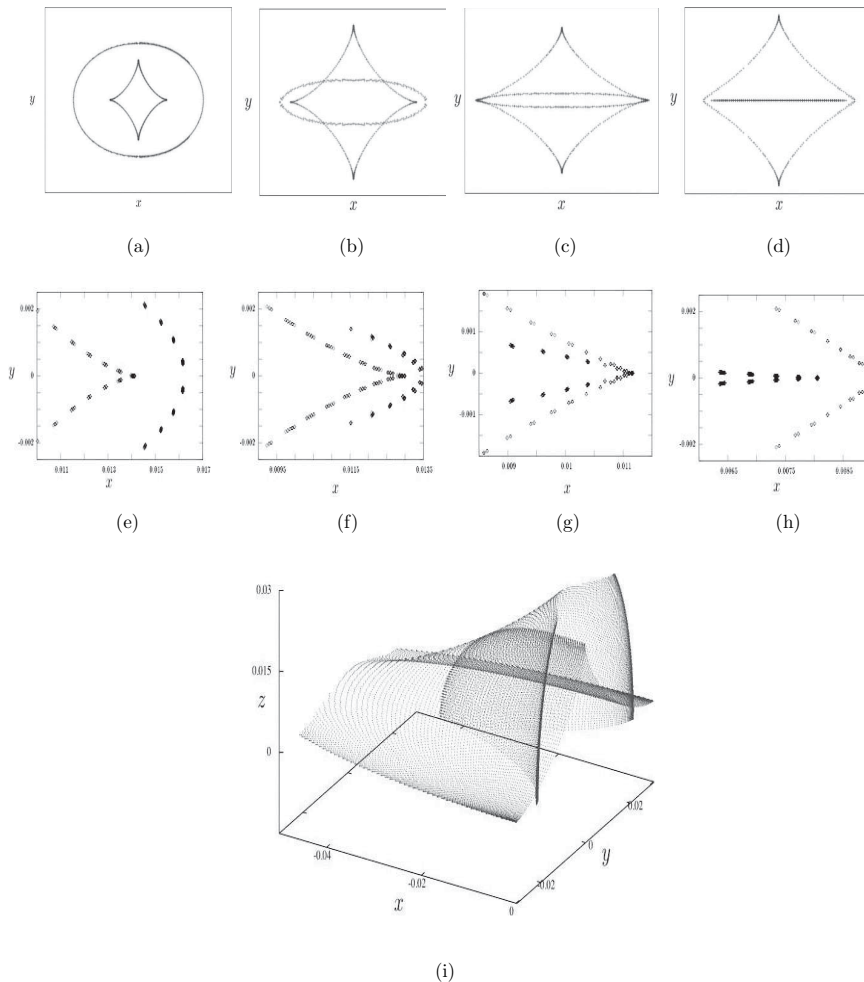 y
x
(a)
y
x
(b)
y
x
(c)
y
x
(d)
0.002
0
-0.002
y
0.011 0.013 0.015 0.017
x
(e)
0.002
0
-0.002
y
0.0095 0.0115 0.0135
x
(f)
0.001
0
-0.001
y
0.009 0.01 0.011
x
(g)
0.002
0
-0.002
y
0.0065 0.0075 0.0085
x
(h)
0.03
0.015
z
0
0.02
0
y
-0.02
-0.04
-0.02
0
x
(i)